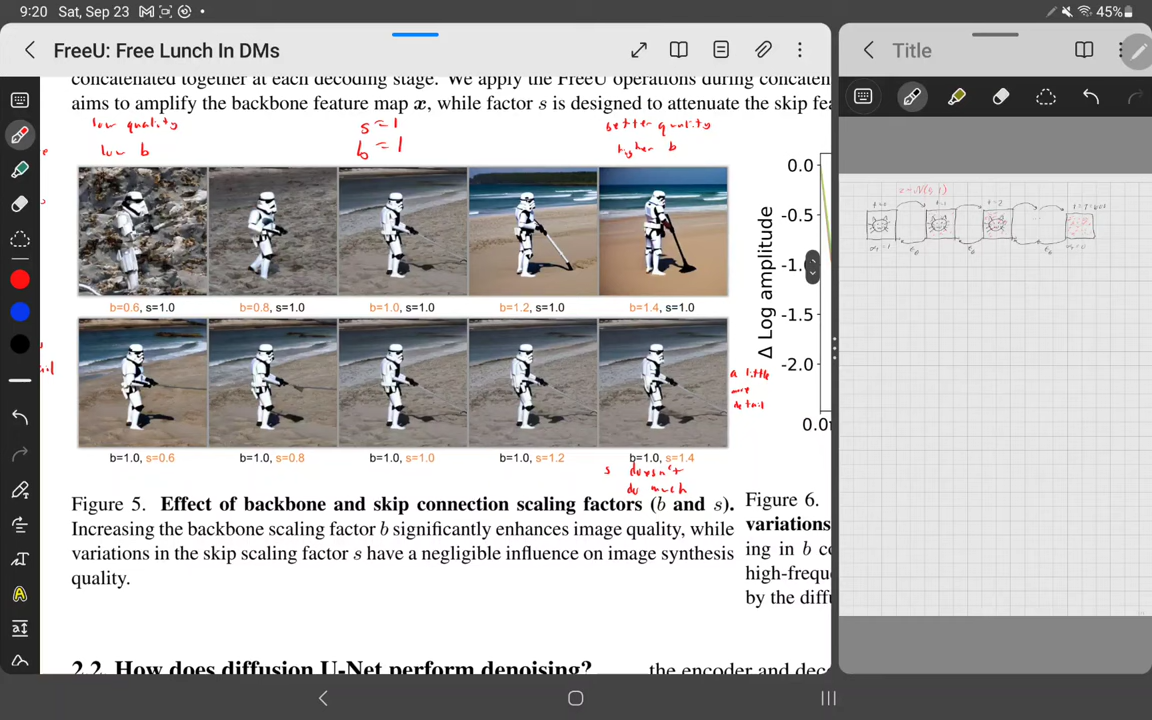 9:20 Sat, Sep 23
45%
FreeU: Free Lunch In DMs
Title
concatenated together at each decoding stage. We apply the FreeU operations during concaten
aims to amplify the backbone feature map x, while factor s is designed to attenuate the skip fea
low quality
low b
s = 1
b = 1
better quality
higher b
b=0.6, s=1.0
b=0.8, s=1.0
b=1.0, s=1.0
b=1.2, s=1.0
b=1.4, s=1.0
b=1.0, s=0.6
b=1.0, s=0.8
b=1.0, s=1.0
b=1.0, s=1.2
b=1.0, s=1.4
a little
detail
s doesn't
do much
Figure 5. Effect of backbone and skip connection scaling factors (b and s).
Increasing the backbone scaling factor b significantly enhances image quality, while
variations in the skip scaling factor s have a negligible influence on image synthesis
quality.
2.2. How does diffusion U-Net perform denoising?
Δ Log amplitude
0.0
-0.5
-1.0
-1.5
-2.0
Figure 6.
variations
ing in b co
high-freque
by the diffu
the encoder and deco